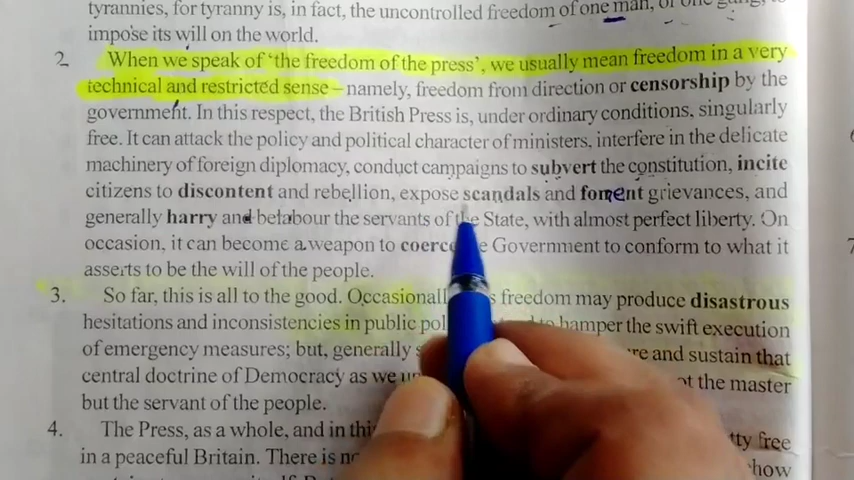 tyrannies, for tyranny is, in fact, the uncontrolled freedom of one man, or one gang, to
impose its will on the world.
2. When we speak of 'the freedom of the press', we usually mean freedom in a very
technical and restricted sense – namely, freedom from direction or censorship by the
government. In this respect, the British Press is, under ordinary conditions, singularly
free. It can attack the policy and political character of ministers, interfere in the delicate
machinery of foreign diplomacy, conduct campaigns to subvert the constitution, incite
citizens to discontent and rebellion, expose scandals and foment grievances, and
generally harry and belabour the servants of the State, with almost perfect liberty. On
occasion, it can become a weapon to coerc e Government to conform to what it
asserts to be the will of the people.
3. So far, this is all to the good. Occasionall s freedom may produce disastrous
hesitations and inconsistencies in public pol to hamper the swift execution
of emergency measures; but, generally s re and sustain that
central doctrine of Democracy as we un ot the master
but the servant of the people.
4. The Press, as a whole, and in thi tty free
in a peaceful Britain. There is no how